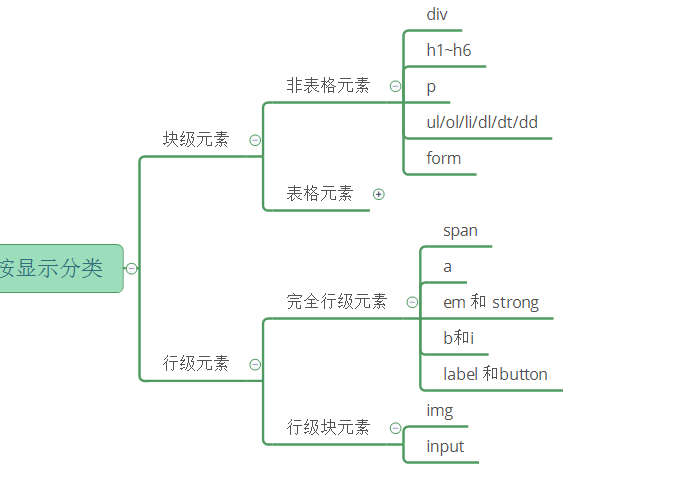 按显示分类
块级元素
非表格元素
div
h1~h6
p
ul/ol/li/dl/dt/dd
form
表格元素
行级元素
完全行级元素
span
a
em 和 strong
b和i
label 和button
行级块元素
img
input